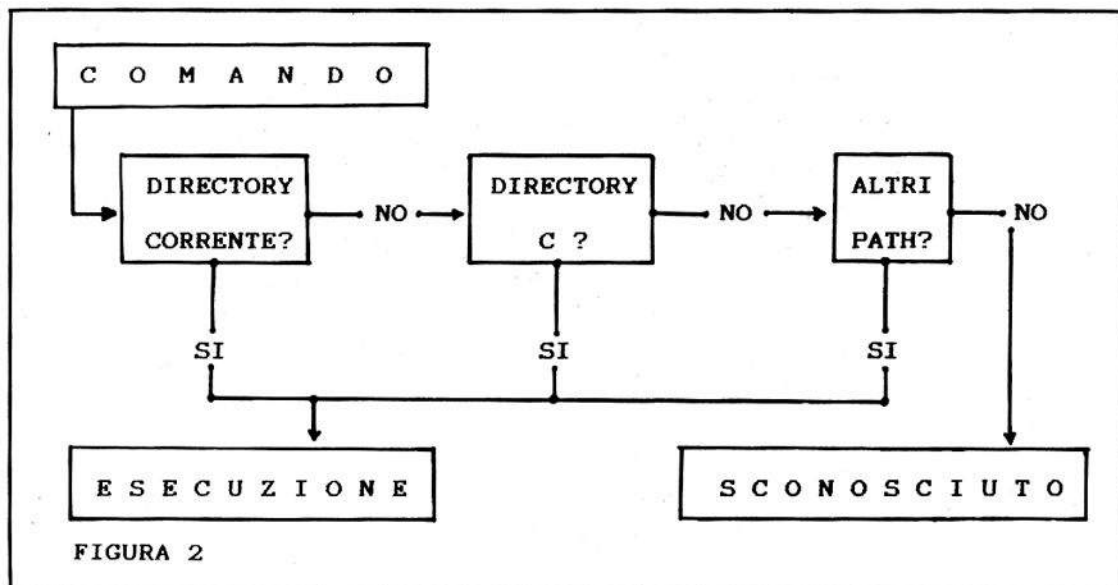 C O M A N D O
DIRECTORY
CORRENTE?
NO
DIRECTORY
C ?
NO
ALTRI
PATH?
NO
SI
SI
SI
E S E C U Z I O N E
S C O N O S C I U T O
FIGURA 2